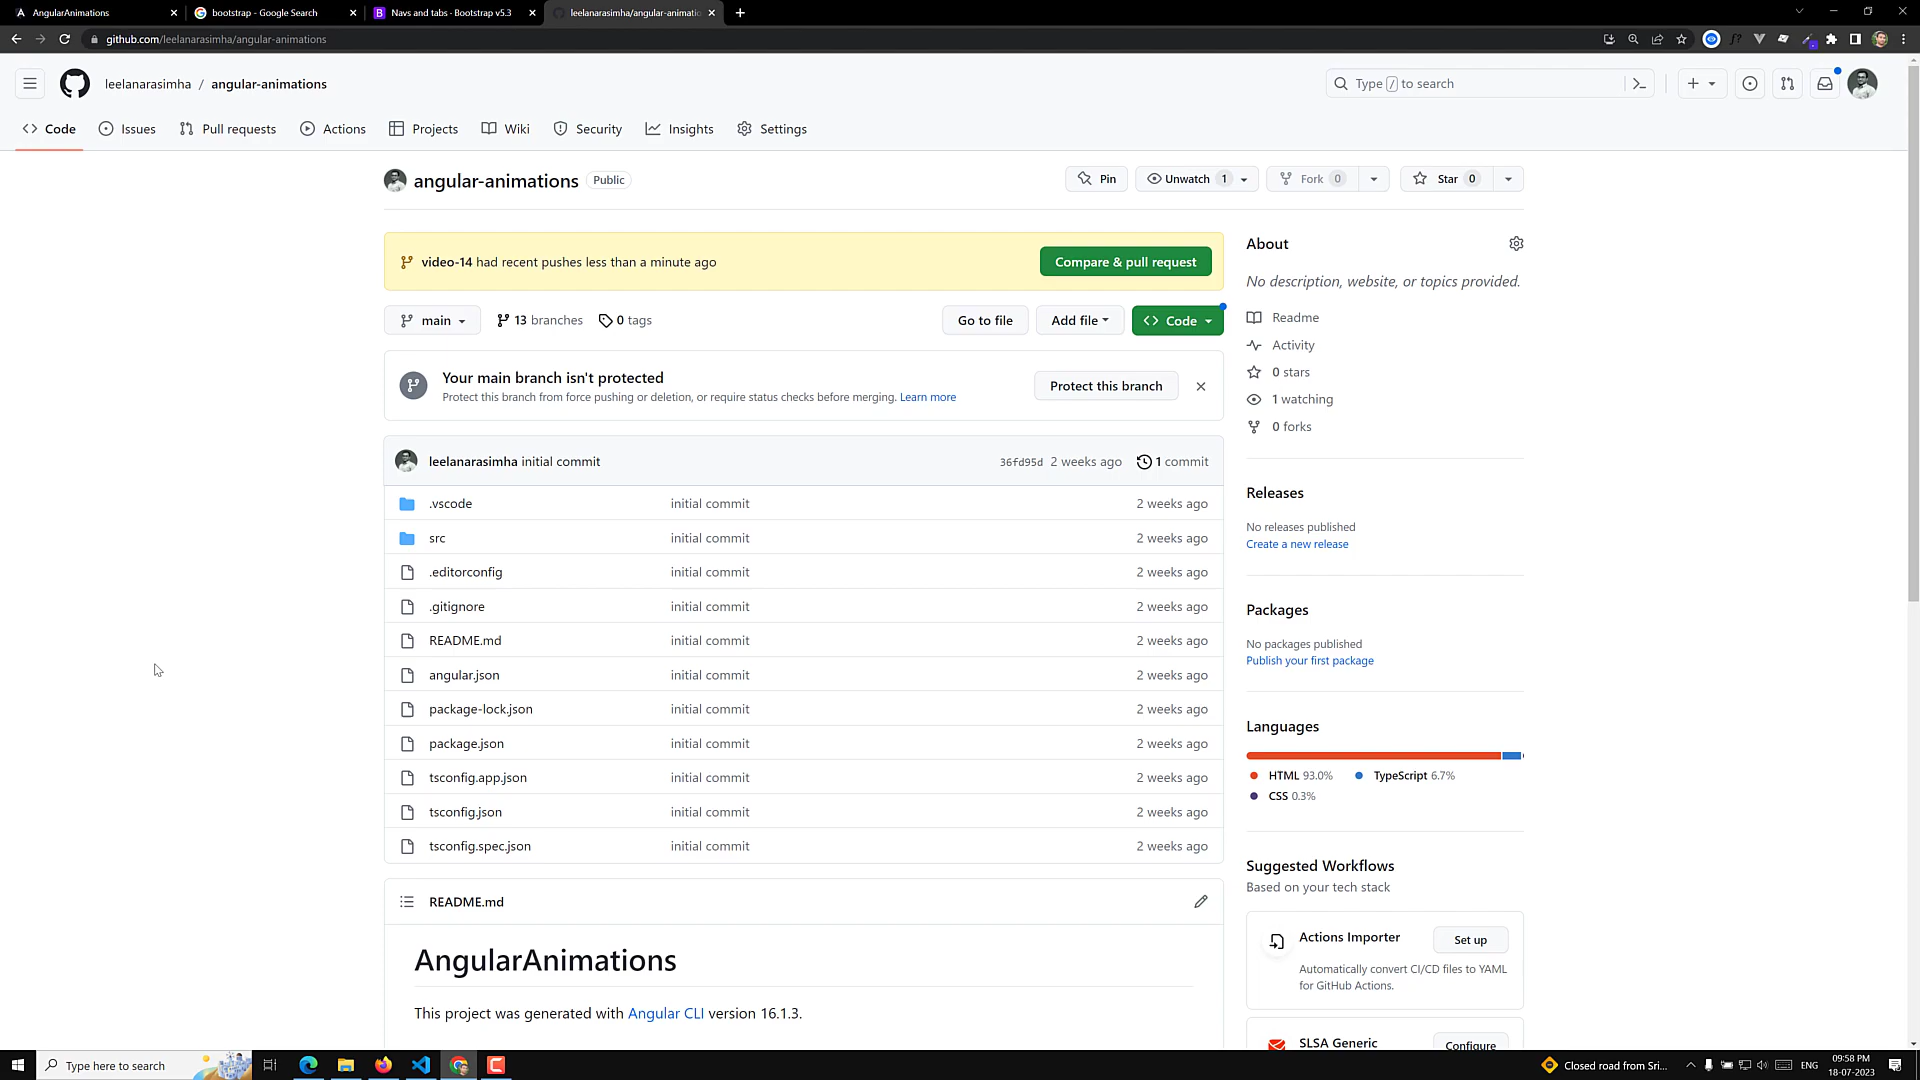 AngularAnimations
bootstrap - Google Search
Navs and tabs · Bootstrap v5.3
leelanarasimha/angular-animatio
github.com/leelanarasimha/angular-animations
leelanarasimha / angular-animations
Type / to search
Code
Issues
Pull requests
Actions
Projects
Wiki
Security
Insights
Settings
angular-animations Public
Pin
Unwatch 1
Fork 0
Star 0
video-14 had recent pushes less than a minute ago
Compare & pull request
main
13 branches
0 tags
Go to file
Add file
Code
Your main branch isn't protected
Protect this branch from force pushing or deletion, or require status checks before merging. Learn more
Protect this branch
leelanarasimha initial commit
36fd95d 2 weeks ago
1 commit
.vscode initial commit 2 weeks ago
src initial commit 2 weeks ago
.editorconfig initial commit 2 weeks ago
.gitignore initial commit 2 weeks ago
README.md initial commit 2 weeks ago
angular.json initial commit 2 weeks ago
package-lock.json initial commit 2 weeks ago
package.json initial commit 2 weeks ago
tsconfig.app.json initial commit 2 weeks ago
tsconfig.json initial commit 2 weeks ago
tsconfig.spec.json initial commit 2 weeks ago
README.md
AngularAnimations
This project was generated with Angular CLI version 16.1.3.
About
No description, website, or topics provided.
Readme
Activity
0 stars
1 watching
0 forks
Releases
No releases published
Create a new release
Packages
No packages published
Publish your first package
Languages
HTML 93.0%
TypeScript 6.7%
CSS 0.3%
Suggested Workflows
Based on your tech stack
Actions Importer
Set up
Automatically convert CI/CD files to YAML
for GitHub Actions.
SLSA Generic
Configure
Type here to search
Closed road from Sri...
ENG
09:58 PM
18-07-2023